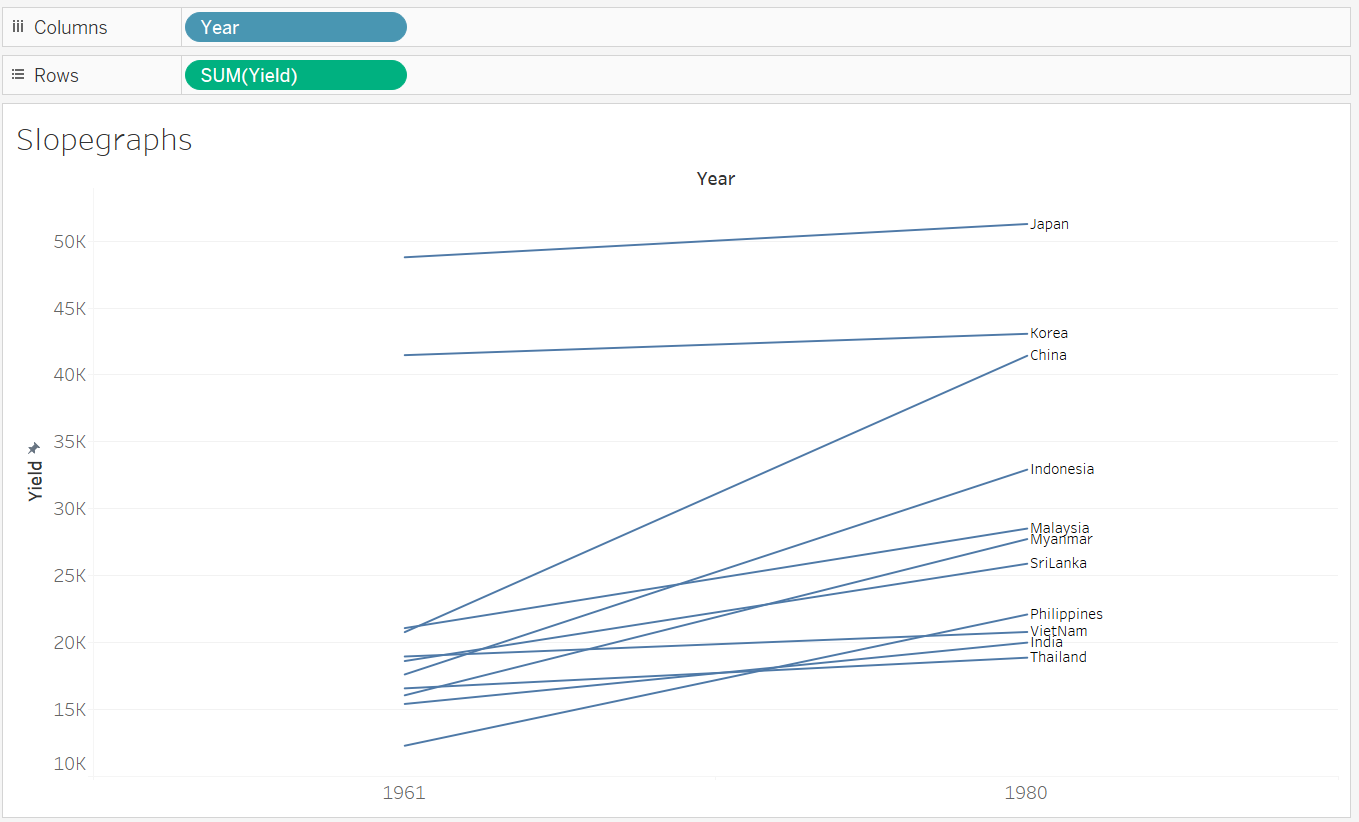 Columns Year
Rows SUM(Yield)
Slopegraphs
Year
Japan
50K
45K
Korea
China
40K
35K
Yield
Indonesia
30K
Malaysia
Myanmar
SriLanka
25K
Philippines
VietNam
20K
India
Thailand
15K
10K
1961 1980